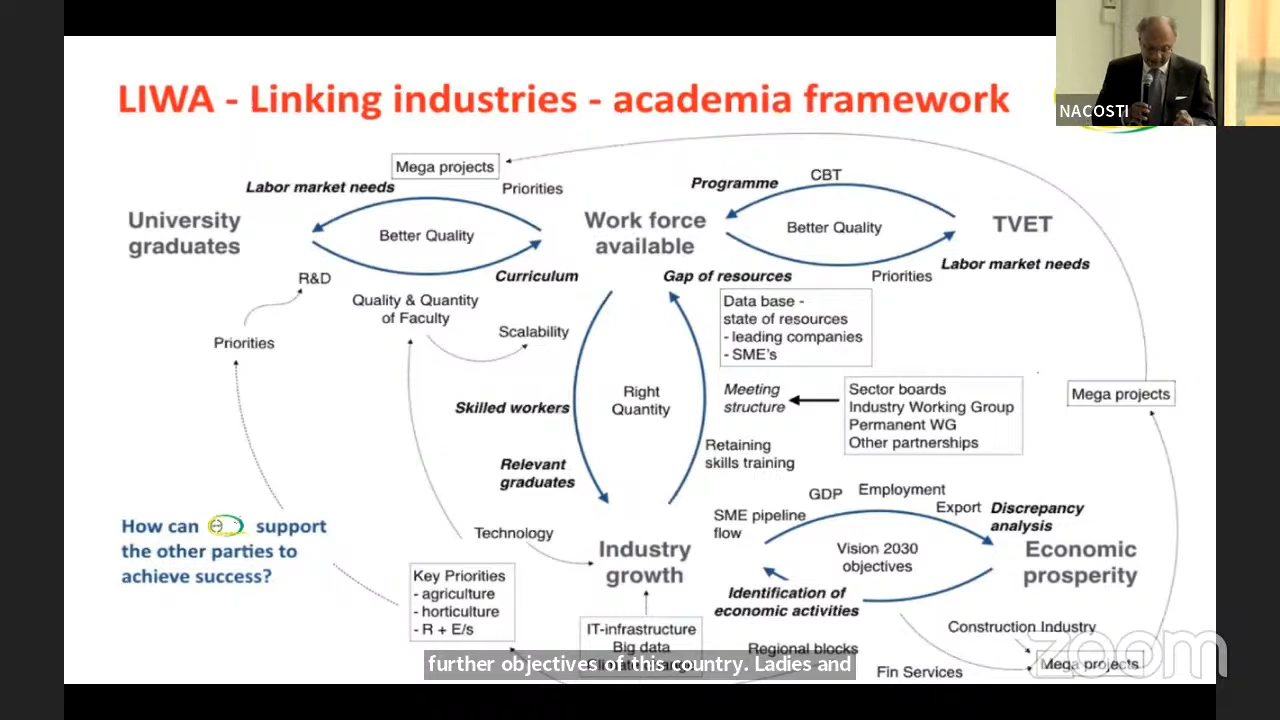 LIWA - Linking industries - academia framework
NACOSTI
Mega projects
Labor market needs
Priorities
University
graduates
Better Quality
Work force
available
R&D
Curriculum
Quality & Quantity
of Faculty
Scalability
Priorities
Programme
CBT
Better Quality
TVET
Labor market needs
Gap of resources
Priorities
Data base -
state of resources
- leading companies
- SME's
Right
Quantity
Meeting
structure
Sector boards
Industry Working Group
Permanent WG
Other partnerships
Mega projects
Skilled workers
Retaining
skills training
Relevant
graduates
GDP
Employment
Export
SME pipeline
flow
Discrepancy
analysis
How can support
the other parties to
achieve success?
Technology
Industry
growth
Vision 2030
objectives
Economic
prosperity
Key Priorities
- agriculture
- horticulture
- R + E/s
Identification of
economic activities
IT-infrastructure
Big data
Construction Industry
Regional blocks
Mega projects
Fin Services
zoom
further objectives of this country. Ladies and